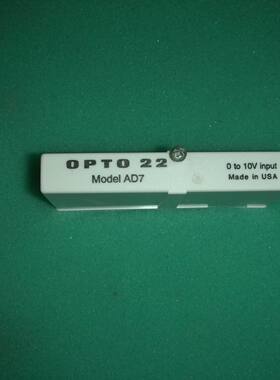 OPTO 22
Model AD7
0 to 10V input
Made in USA